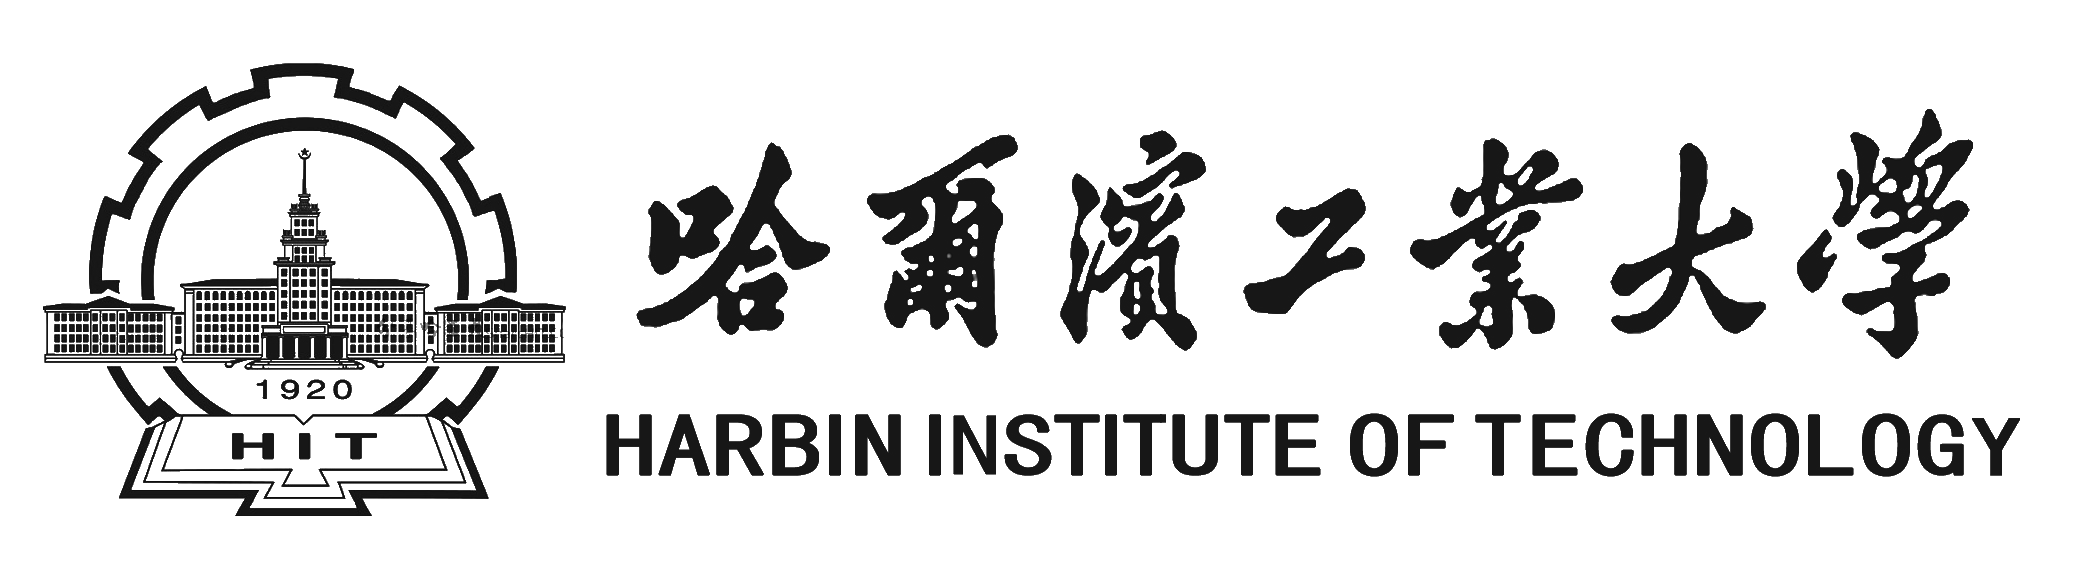 1920
HIT
哈爾濱工業大學
HARBIN INSTITUTE OF TECHNOLOGY